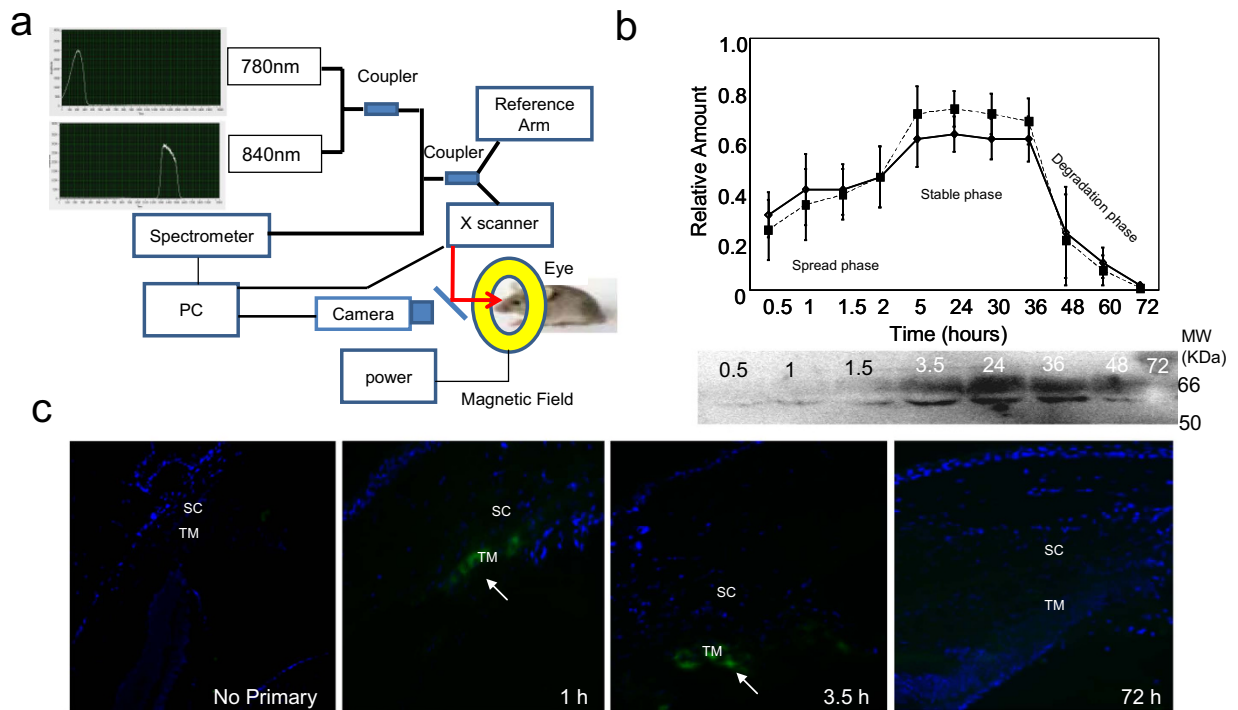 a
780nm
840nm
Coupler
Coupler
Reference
Arm
X scanner
Spectrometer
PC
Camera
Eye
power
Magnetic Field
b
Relative Amount
1.0
0.8
0.6
0.4
0.2
0
Spread phase
Stable phase
Degradation phase
0.5 1 1.5 2 5 24 30 36 48 60 72
Time (hours)
MW
(KDa)
0.5 1 1.5 3.5 24 36 48 72
66
50
c
SC
TM
No Primary
SC
TM
1 h
SC
TM
3.5 h
SC
TM
72 h